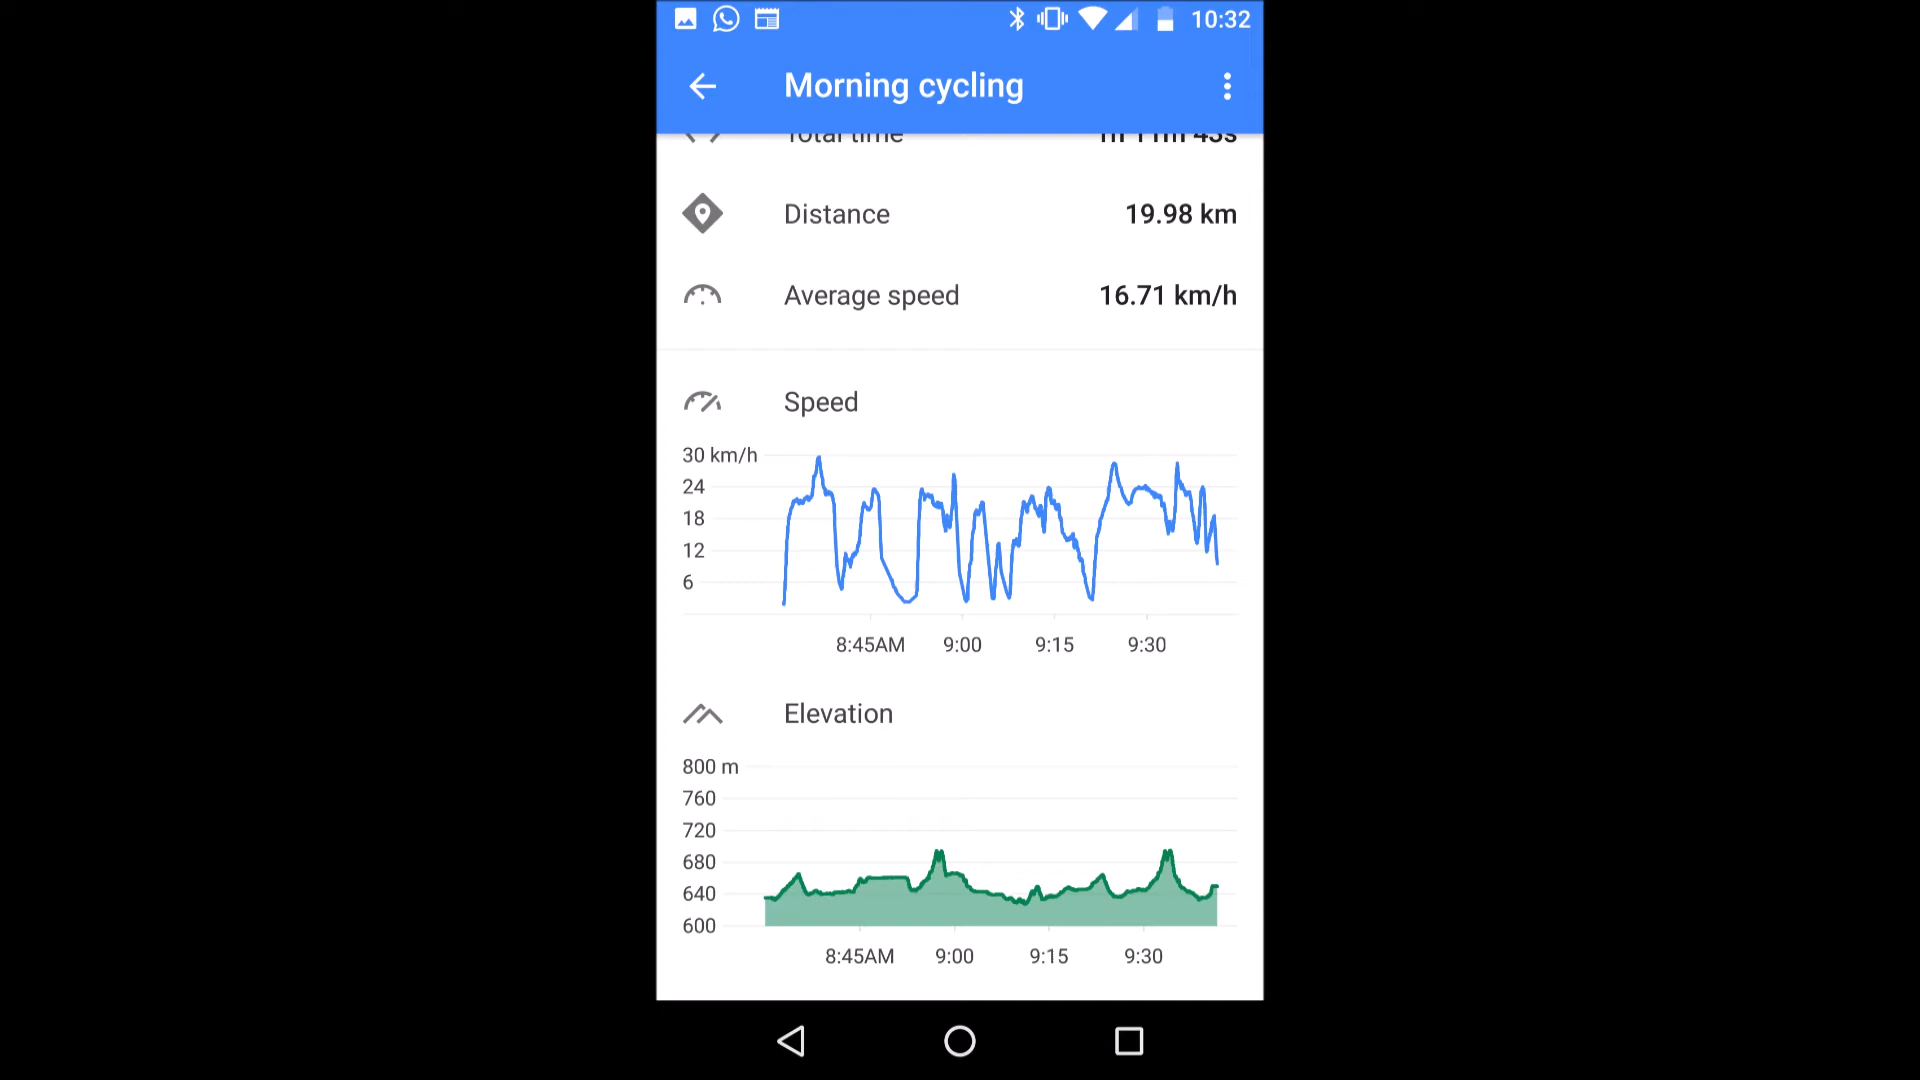 10:32
Morning cycling
Total time
Distance 19.98 km
Average speed 16.71 km/h
Speed
30 km/h
24
18
12
6
8:45AM 9:00 9:15 9:30
Elevation
800 m
760
720
680
640
600
8:45AM 9:00 9:15 9:30